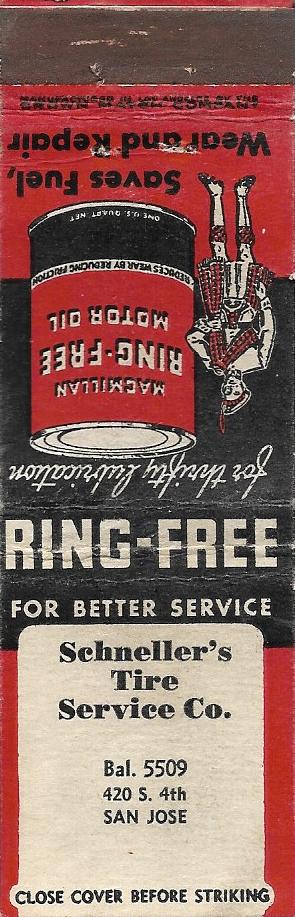 Saves Fuel,
Wear and Repair
for thrifty lubrication
MACMILLAN
RING-FREE
MOTOR OIL
REDUCES WEAR BY REDUCING FRICTION
ONE U.S. QUART NET
RING-FREE
FOR BETTER SERVICE
Schneller's
Tire
Service Co.
Bal. 5509
420 S. 4th
SAN JOSE
CLOSE COVER BEFORE STRIKING